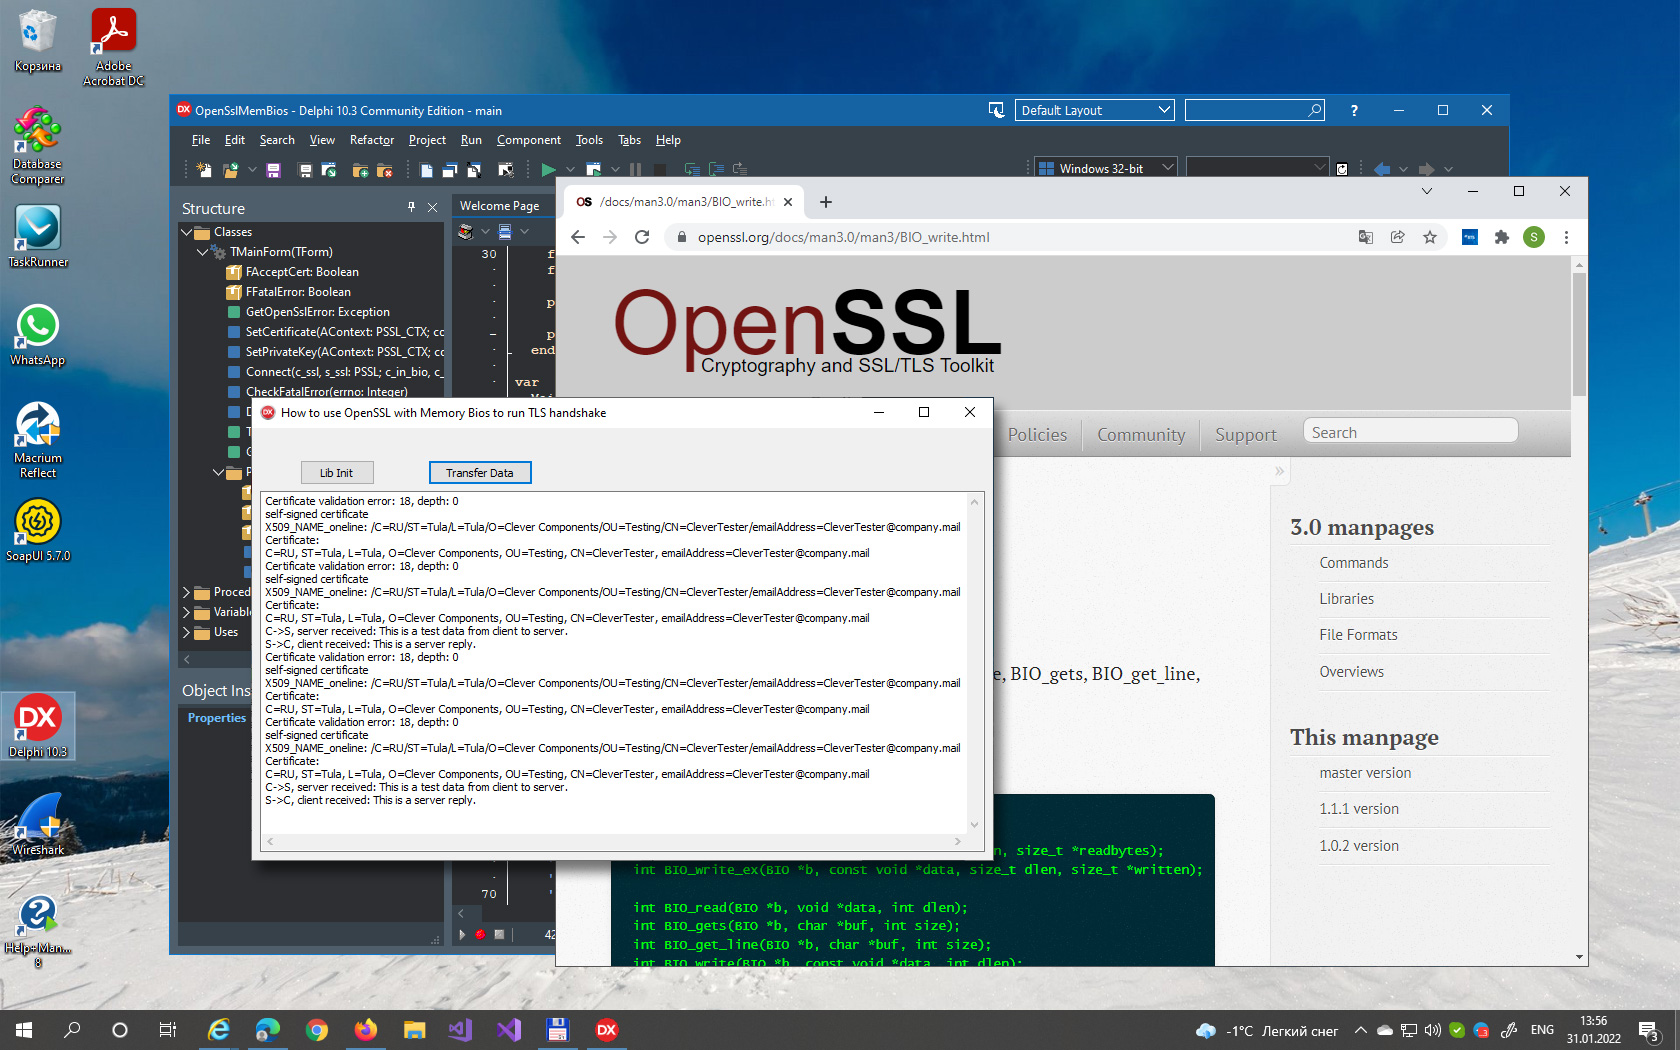 Корзина
Adobe
Acrobat DC
Database
Comparer
TaskRunner
WhatsApp
Macrium
Reflect
SoapUI 5.7.0
Delphi 10.3
Wireshark
Help+Man...
8
OpenSslMemBios - Delphi 10.3 Community Edition - main
Default Layout
?
File Edit Search View Refactor Project Run Component Tools Tabs Help
Windows 32-bit
Structure
Classes
TMainForm(TForm)
FAcceptCert: Boolean
FFatalError: Boolean
GetOpenSslError: Exception
SetCertificate(AContext: PSSL_CTX; cc
SetPrivateKey(AContext: PSSL_CTX; cc
Connect(c_ssl, s_ssl: PSSL; c_in_bio, c_
CheckFatalError(errno: Integer)
Proced
Variabl
Uses
Object Ins
Properties
Welcome Page
30
end
var
70
42
/docs/man3.0/man3/BIO_write.ht
openssl.org/docs/man3.0/man3/BIO_write.html
S
OpenSSL
Cryptography and SSL/TLS Toolkit
Policies Community Support Search
3.0 manpages
Commands
Libraries
File Formats
Overviews
This manpage
master version
1.1.1 version
1.0.2 version
e, BIO_gets, BIO_get_line,
n, size_t *readbytes);
int BIO_write_ex(BIO *b, const void *data, size_t dlen, size_t *written);
int BIO_read(BIO *b, void *data, int dlen);
int BIO_gets(BIO *b, char *buf, int size);
int BIO_get_line(BIO *b, char *buf, int size);
int BIO_write(BIO *b, const void *data, int dlen);
How to use OpenSSL with Memory Bios to run TLS handshake
Lib Init Transfer Data
Certificate validation error: 18, depth: 0
self-signed certificate
X509_NAME_oneline: /C=RU/ST=Tula/L=Tula/O=Clever Components/OU=Testing/CN=CleverTester/emailAddress=CleverTester@company.mail
Certificate:
C=RU, ST=Tula, L=Tula, O=Clever Components, OU=Testing, CN=CleverTester, emailAddress=CleverTester@company.mail
Certificate validation error: 18, depth: 0
self-signed certificate
X509_NAME_oneline: /C=RU/ST=Tula/L=Tula/O=Clever Components/OU=Testing/CN=CleverTester/emailAddress=CleverTester@company.mail
Certificate:
C=RU, ST=Tula, L=Tula, O=Clever Components, OU=Testing, CN=CleverTester, emailAddress=CleverTester@company.mail
C->S, server received: This is a test data from client to server.
S->C, client received: This is a server reply.
Certificate validation error: 18, depth: 0
self-signed certificate
X509_NAME_oneline: /C=RU/ST=Tula/L=Tula/O=Clever Components/OU=Testing/CN=CleverTester/emailAddress=CleverTester@company.mail
Certificate:
C=RU, ST=Tula, L=Tula, O=Clever Components, OU=Testing, CN=CleverTester, emailAddress=CleverTester@company.mail
Certificate validation error: 18, depth: 0
self-signed certificate
X509_NAME_oneline: /C=RU/ST=Tula/L=Tula/O=Clever Components/OU=Testing/CN=CleverTester/emailAddress=CleverTester@company.mail
Certificate:
C=RU, ST=Tula, L=Tula, O=Clever Components, OU=Testing, CN=CleverTester, emailAddress=CleverTester@company.mail
C->S, server received: This is a test data from client to server.
S->C, client received: This is a server reply.
-1°C Легкий снег
ENG
13:56
31.01.2022
3